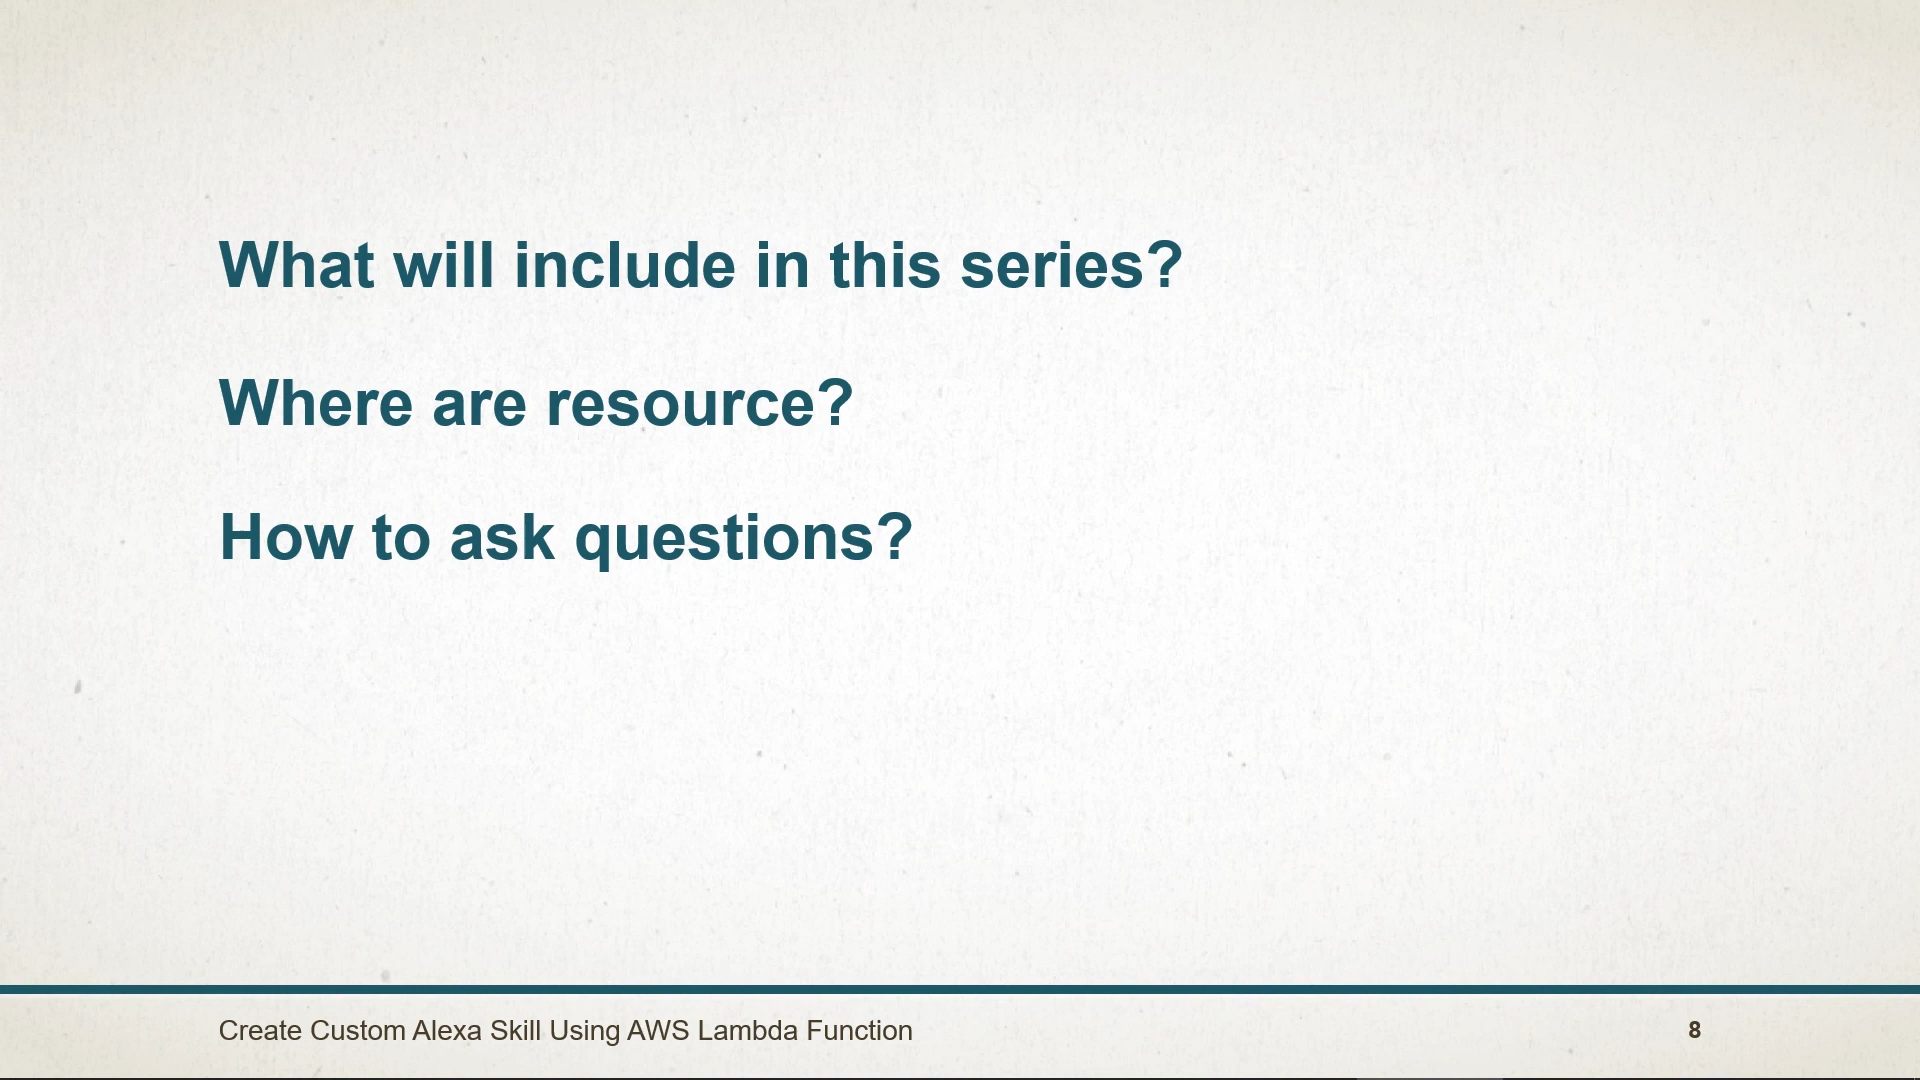 What will include in this series?
Where are resource?
How to ask questions?
Create Custom Alexa Skill Using AWS Lambda Function
8